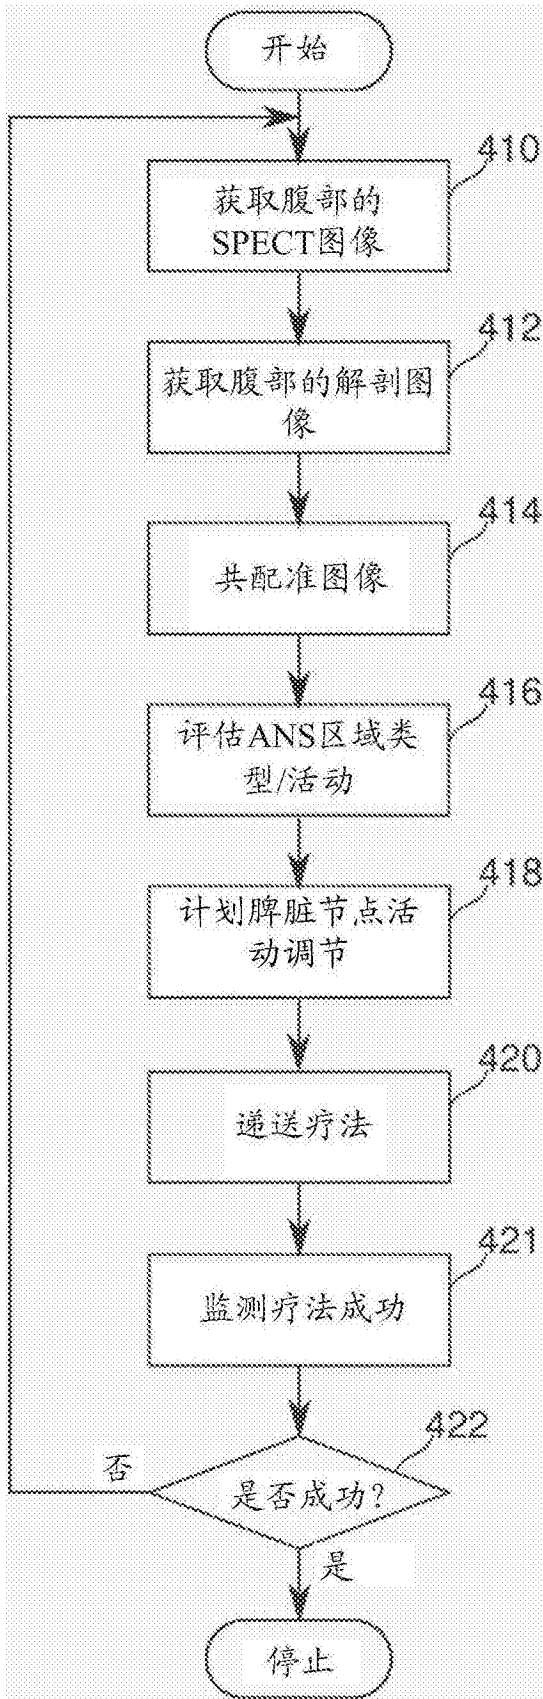 开始
410
获取腹部的
SPECT图像
412
获取腹部的解剖图
像
414
共配准图像
416
评估ANS区域类
型/活动
418
计划脾脏节点活
动调节
420
递送疗法
421
监测疗法成功
422
否
是否成功?
是
停止